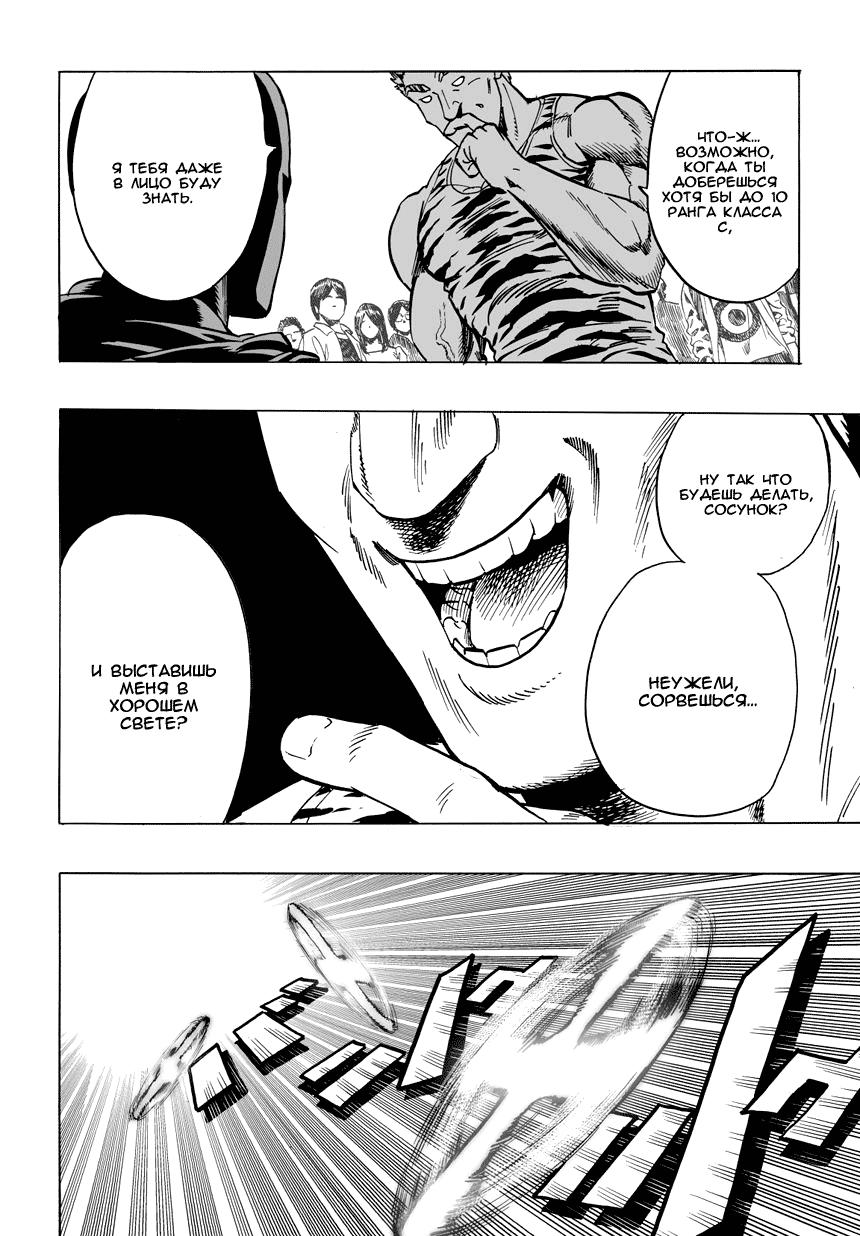 ЧТО-Ж...
ВОЗМОЖНО,
КОГДА ТЫ
ДОБЕРЕШЬСЯ
ХОТЯ БЫ ДО 10
РАНГА КЛАССА
С,
Я ТЕБЯ ДАЖЕ
В ЛИЦО БУДУ
ЗНАТЬ.
НУ ТАК ЧТО
БУДЕШЬ ДЕЛАТЬ,
СОСУНОК?
НЕУЖЕЛИ,
СОРВЕШЬСЯ...
И ВЫСТАВИШЬ
МЕНЯ В
ХОРОШЕМ
СВЕТЕ?